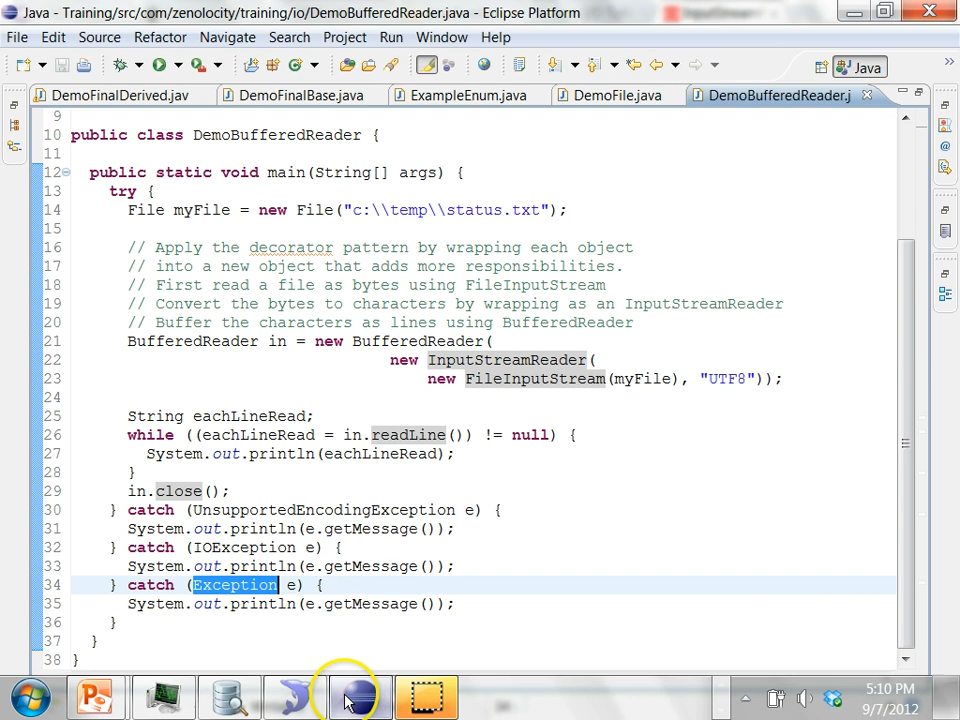 Java - Training/src/com/zenolocity/training/io/DemoBufferedReader.java - Eclipse Platform
File Edit Source Refactor Navigate Search Project Run Window Help
Java
DemoFinalDerived.jav DemoFinalBase.java ExampleEnum.java DemoFile.java DemoBufferedReader.j
9
10 public class DemoBufferedReader {
11
12 public static void main(String[] args) {
13 try {
14 File myFile = new File("c:\\temp\\status.txt");
15
16 // Apply the decorator pattern by wrapping each object
17 // into a new object that adds more responsibilities.
18 // First read a file as bytes using FileInputStream
19 // Convert the bytes to characters by wrapping as an InputStreamReader
20 // Buffer the characters as lines using BufferedReader
21 BufferedReader in = new BufferedReader(
22 new InputStreamReader(
23 new FileInputStream(myFile), "UTF8"));
24
25 String eachLineRead;
26 while ((eachLineRead = in.readLine()) != null) {
27 System.out.println(eachLineRead);
28 }
29 in.close();
30 } catch (UnsupportedEncodingException e) {
31 System.out.println(e.getMessage());
32 } catch (IOException e) {
33 System.out.println(e.getMessage());
34 } catch (Exception e) {
35 System.out.println(e.getMessage());
36 }
37 }
38 }
5:10 PM
9/7/2012